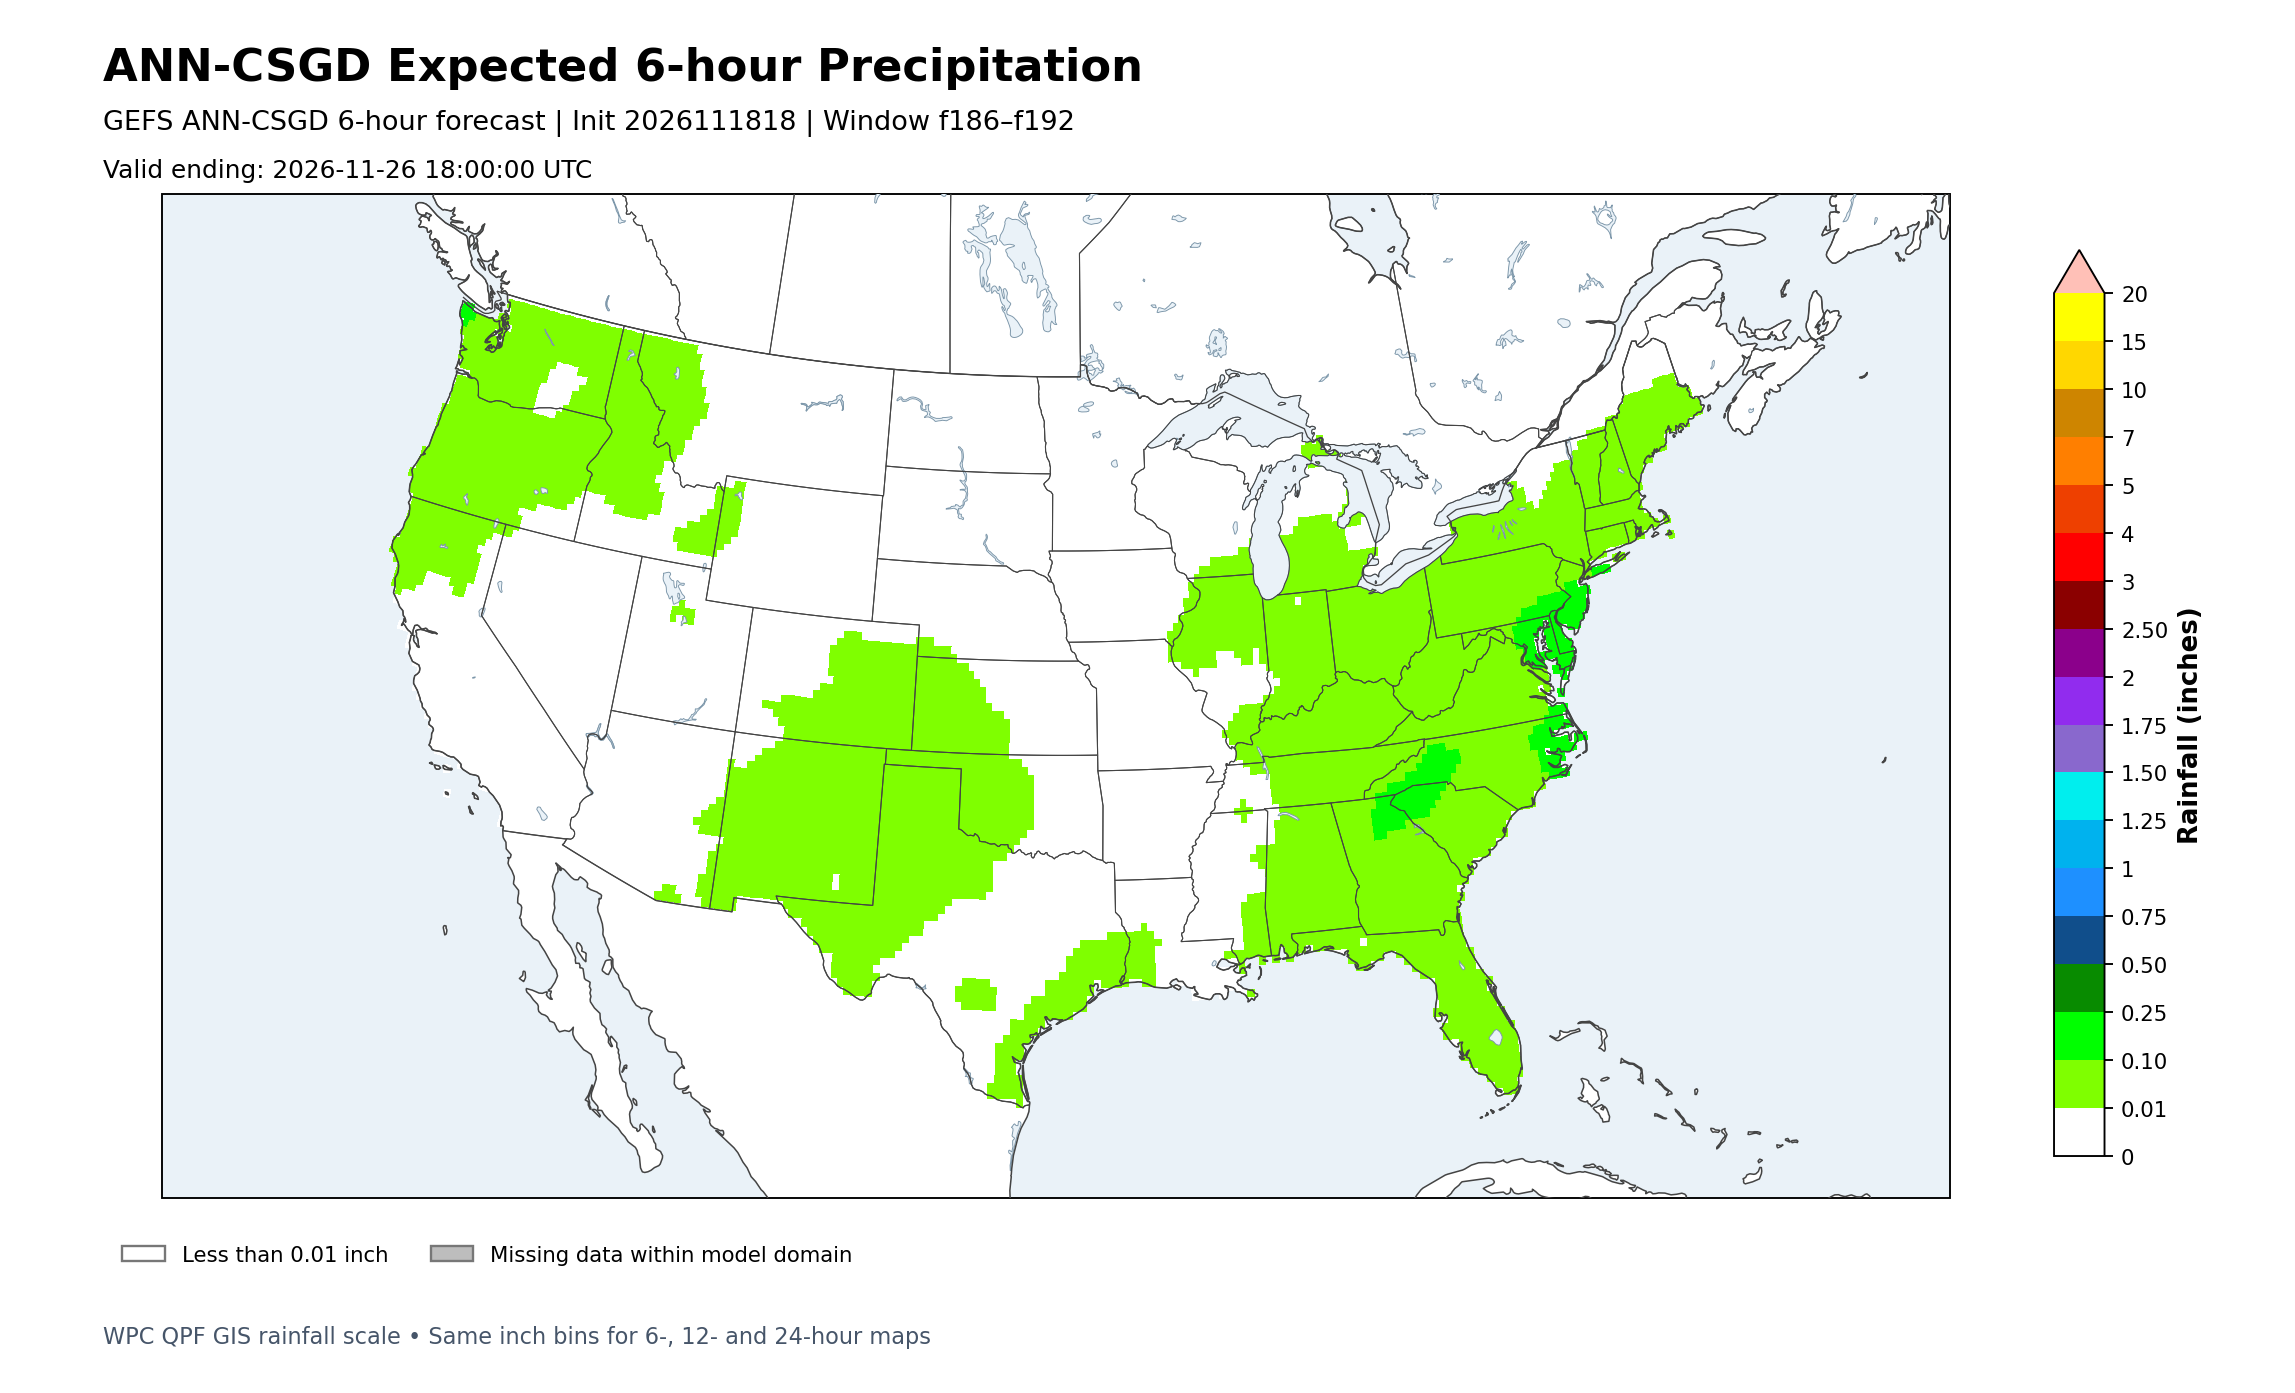 ANN-CSGD Expected 6-hour Precipitation
GEFS ANN-CSGD 6-hour forecast | Init 2026111818 | Window f186–f192
Valid ending: 2026-11-26 18:00:00 UTC
20
15
10
7
5
4
3
2.50
2
1.75
1.50
1.25
1
0.75
0.50
0.25
0.10
0.01
0
Rainfall (inches)
Less than 0.01 inch
Missing data within model domain
WPC QPF GIS rainfall scale • Same inch bins for 6-, 12- and 24-hour maps